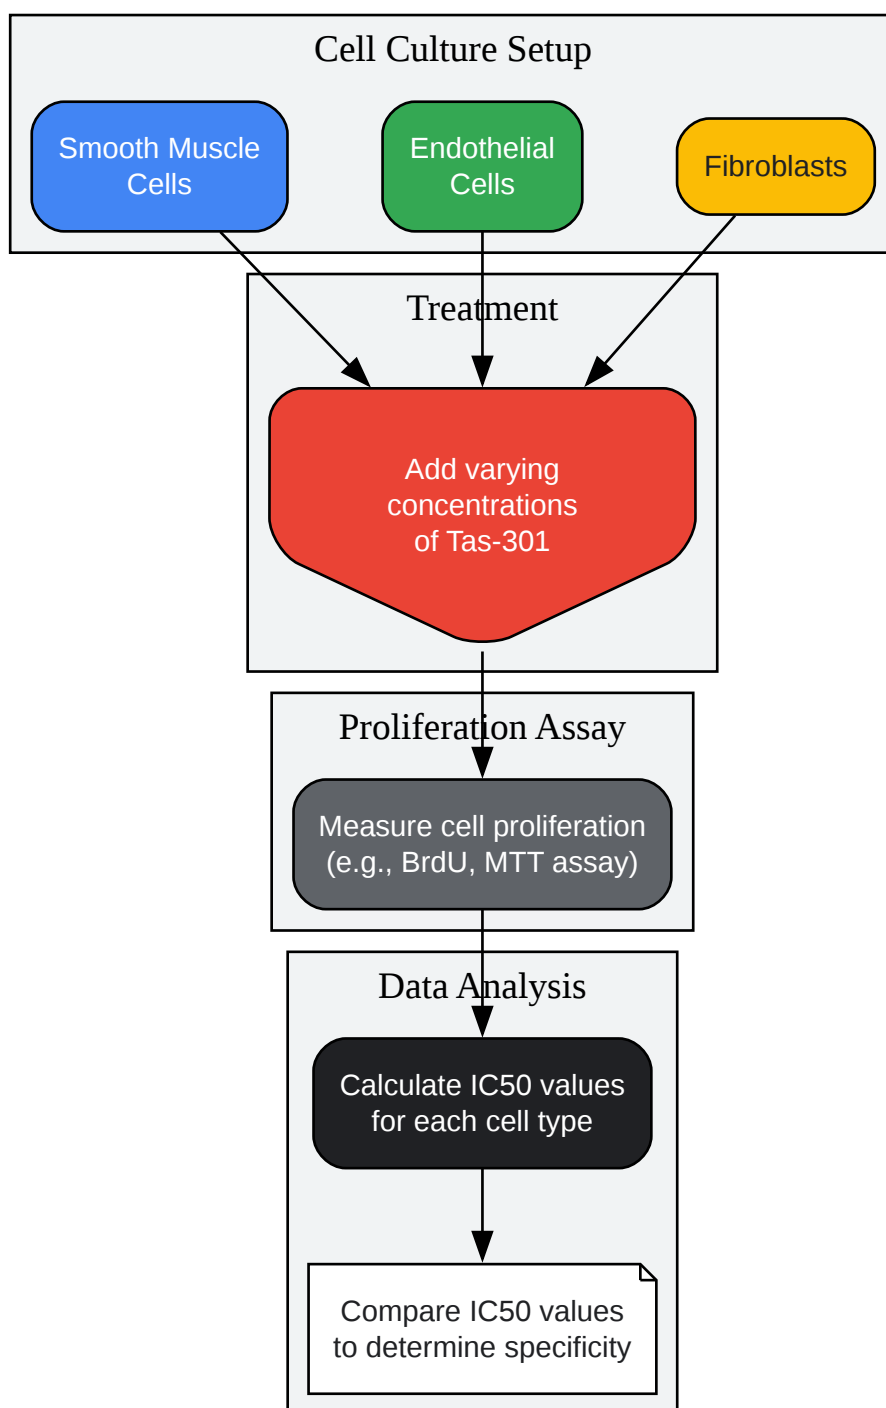 Cell Culture Setup
Smooth Muscle
Cells
Endothelial
Cells
Fibroblasts
Treatment
Add varying
concentrations
of Tas-301
Proliferation Assay
Measure cell proliferation
(e.g., BrdU, MTT assay)
Data Analysis
Calculate IC50 values
for each cell type
Compare IC50 values
to determine specificity